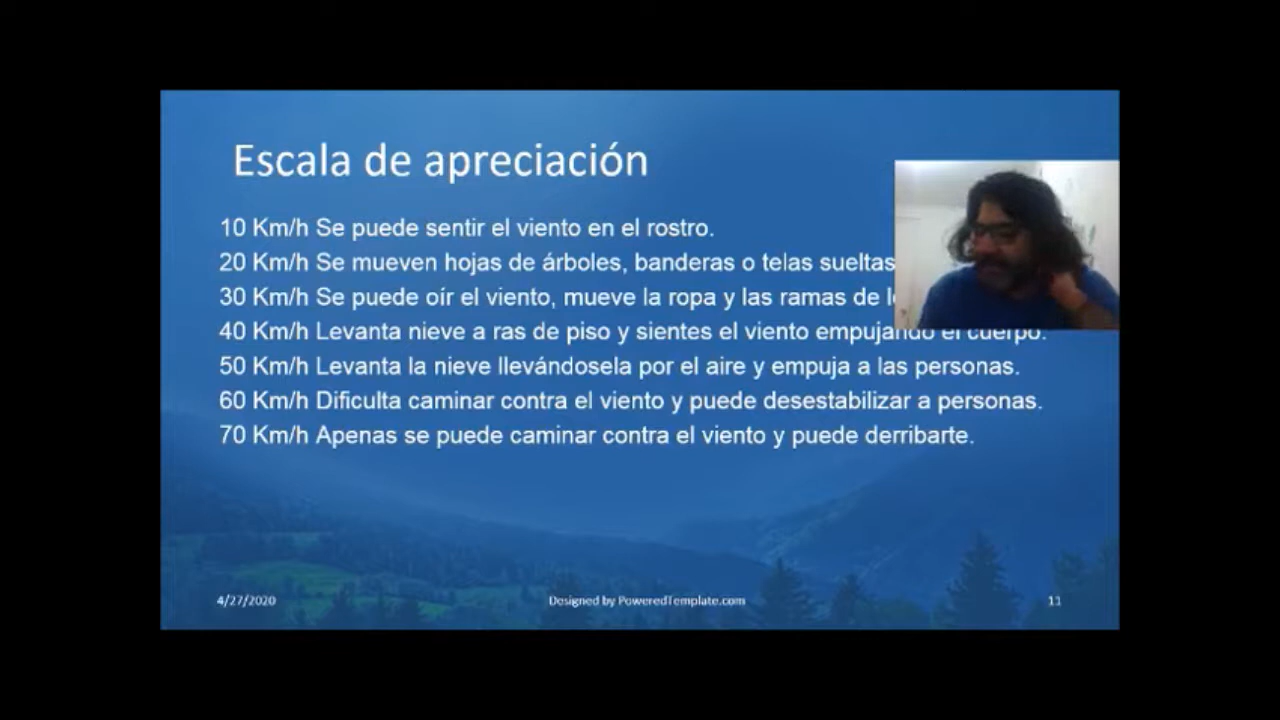 Escala de apreciación
10 Km/h Se puede sentir el viento en el rostro.
20 Km/h Se mueven hojas de árboles, banderas o telas sueltas
30 Km/h Se puede oír el viento, mueve la ropa y las ramas de
40 Km/h Levanta nieve a ras de piso y sientes el viento empujando el cuerpo.
50 Km/h Levanta la nieve llevándosela por el aire y empuja a las personas.
60 Km/h Dificulta caminar contra el viento y puede desestabilizar a personas.
70 Km/h Apenas se puede caminar contra el viento y puede derribarte.
4/27/2020
Designed by PoweredTemplate.com
11